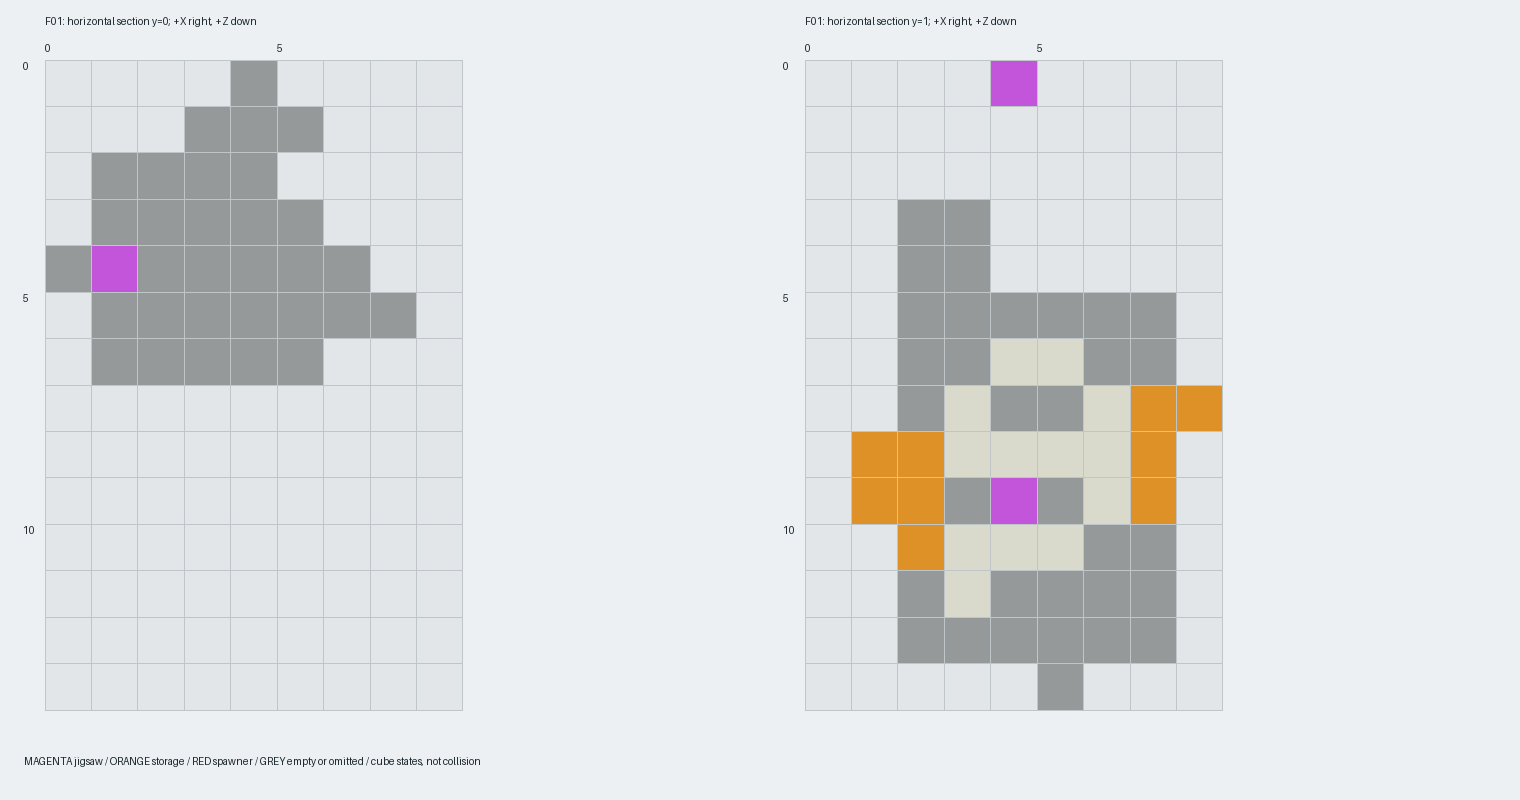 F01: horizontal section y=0; +X right, +Z down
F01: horizontal section y=1; +X right, +Z down
0 5
0 5
0 0
5 5
10 10
MAGENTA jigsaw / ORANGE storage / RED spawner / GREY empty or omitted / cube states, not collision